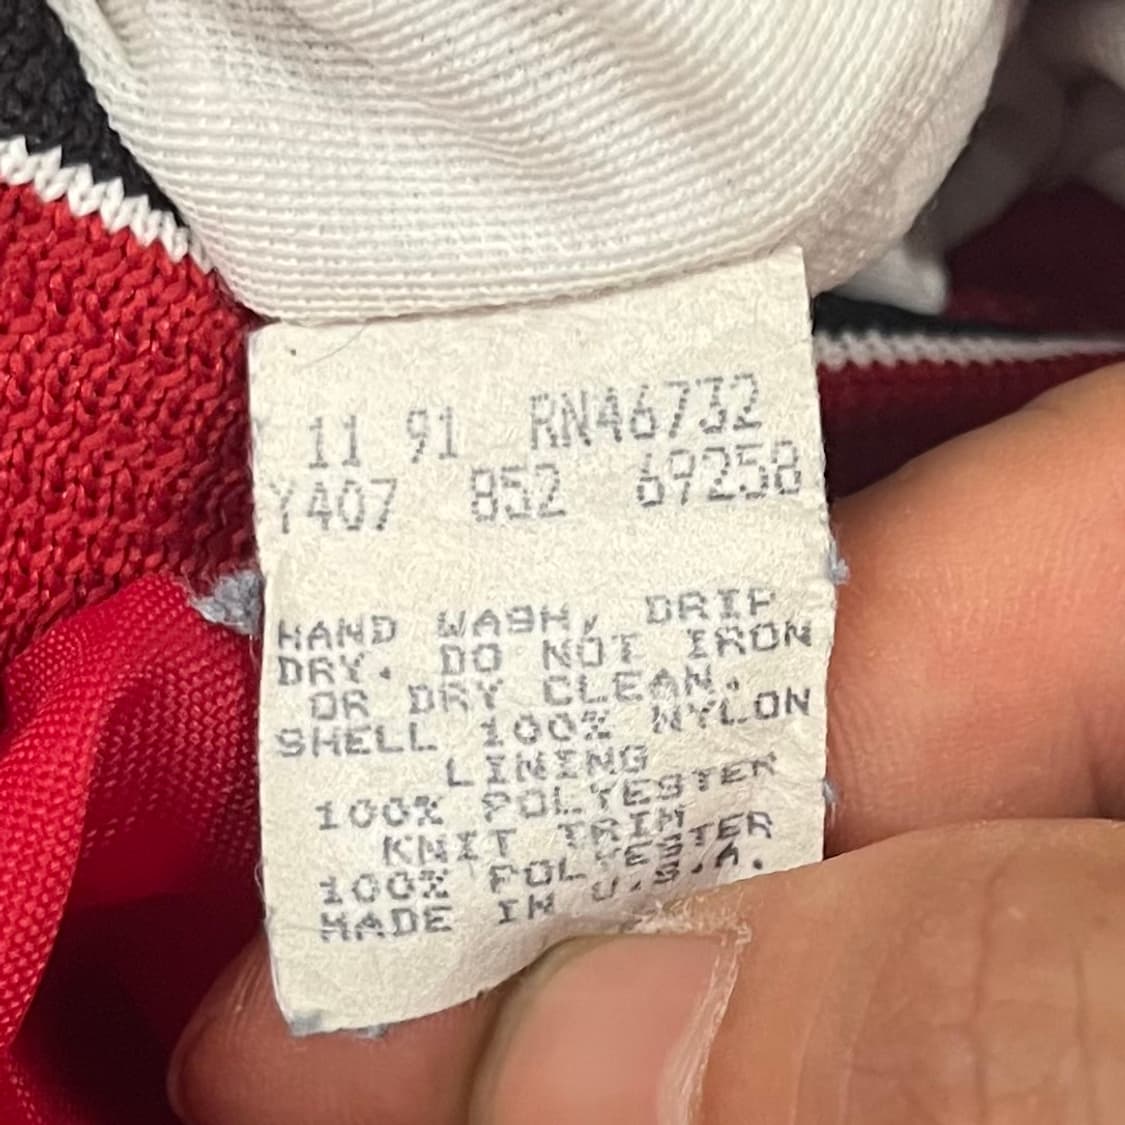 11 91 RN46732
Y407 852 69258
HAND WASH, DRIP
DRY. DO NOT IRON
OR DRY CLEAN.
SHELL 100% NYLON
LINING
100% POLYESTER
KNIT TRIM
100% POLYESTER
MADE IN U.S.A.